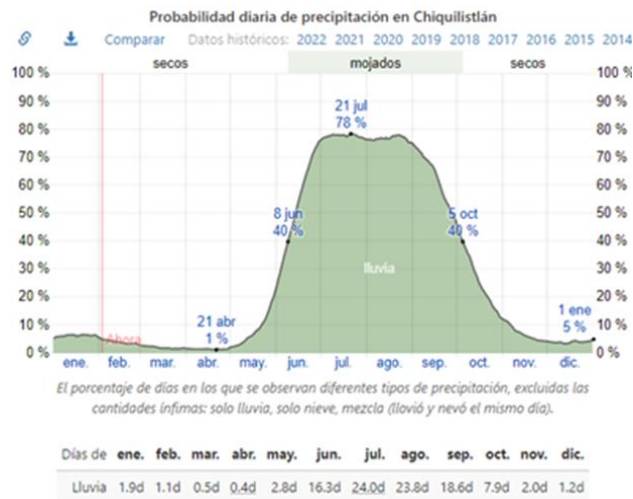 Probabilidad diaria de precipitación en Chiquilistlán
Comparar Datos históricos: 2022 2021 2020 2019 2018 2017 2016 2015 2014
secos mojados secos
100 % 100 %
90 % 90 %
80 % 80 %
70 % 70 %
60 % 60 %
50 % 50 %
40 % 40 %
30 % 30 %
20 % 20 %
10 % 10 %
0 % 0 %
21 jul
78 %
8 jun
40 %
5 oct
40 %
lluvia
21 abr
1 %
1 ene
5 %
Ahora
ene. feb. mar. abr. may. jun. jul. ago. sep. oct. nov. dic.
El porcentaje de días en los que se observan diferentes tipos de precipitación, excluidas las
cantidades ínfimas: solo lluvia, solo nieve, mezcla (llovió y nevó el mismo día).
Días de ene. feb. mar. abr. may. jun. jul. ago. sep. oct. nov. dic.
Lluvia 1.9d 1.1d 0.5d 0.4d 2.8d 16.3d 24.0d 23.8d 18.6d 7.9d 2.0d 1.2d